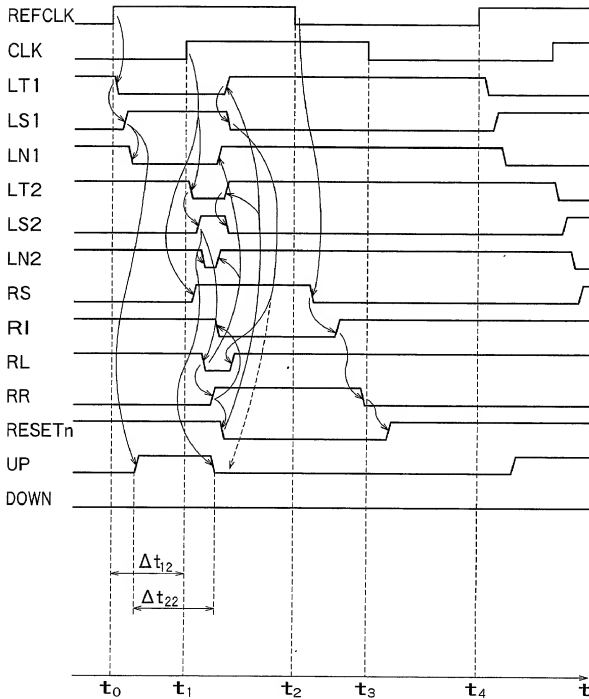 REFCLK
CLK
LT1
LS1
LN1
LT2
LS2
LN2
RS
RI
RL
RR
RESETn
UP
DOWN
Δt12
Δt22
t0 t1 t2 t3 t4 t